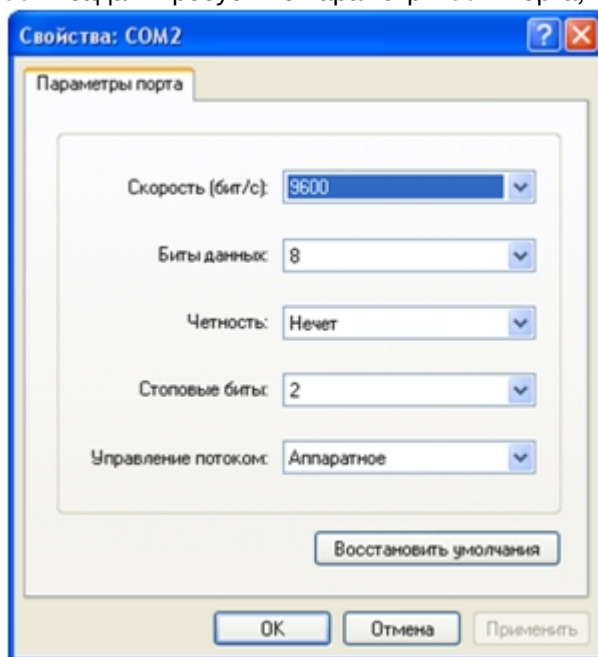 Свойства: COM2
Параметры порта
Скорость (бит/с): 9600
Биты данных: 8
Четность: Нечет
Стоповые биты: 2
Управление потоком: Аппаратное
Восстановить умолчания
OK Отмена Применить